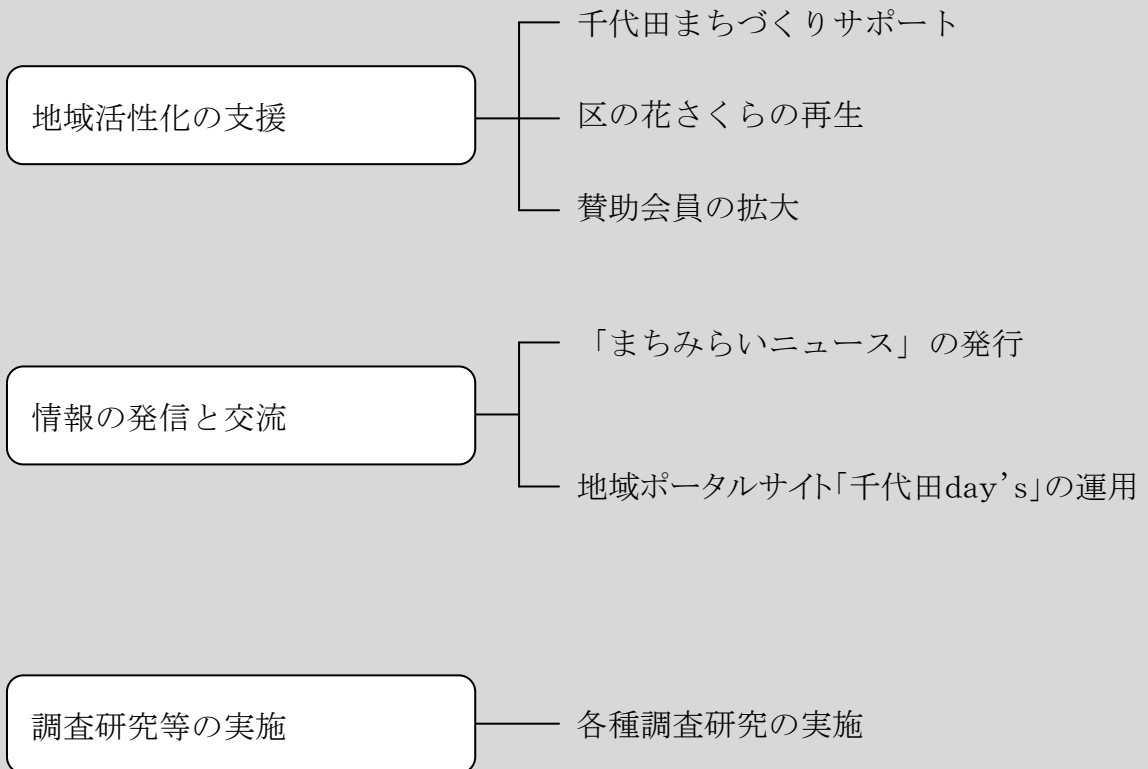 地域活性化の支援
千代田まちづくりサポート
区の花さくらの再生
賛助会員の拡大
情報の発信と交流
「まちみらいニュース」の発行
地域ポータルサイト「千代田day’s」の運用
調査研究等の実施
各種調査研究の実施